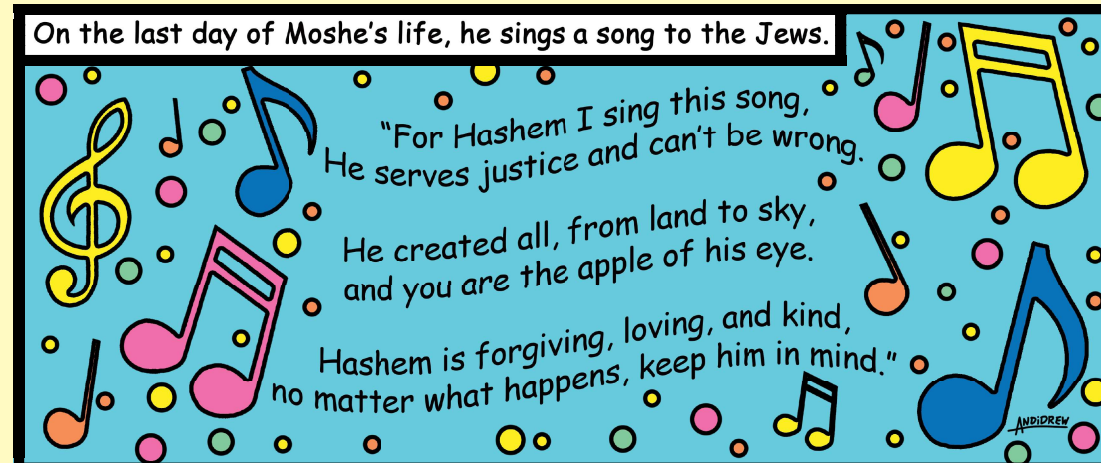 On the last day of Moshe's life, he sings a song to the Jews.
"For Hashem I sing this song,
He serves justice and can't be wrong.
He created all, from land to sky,
and you are the apple of his eye.
Hashem is forgiving, loving, and kind,
no matter what happens, keep him in mind."
ANDiDREW